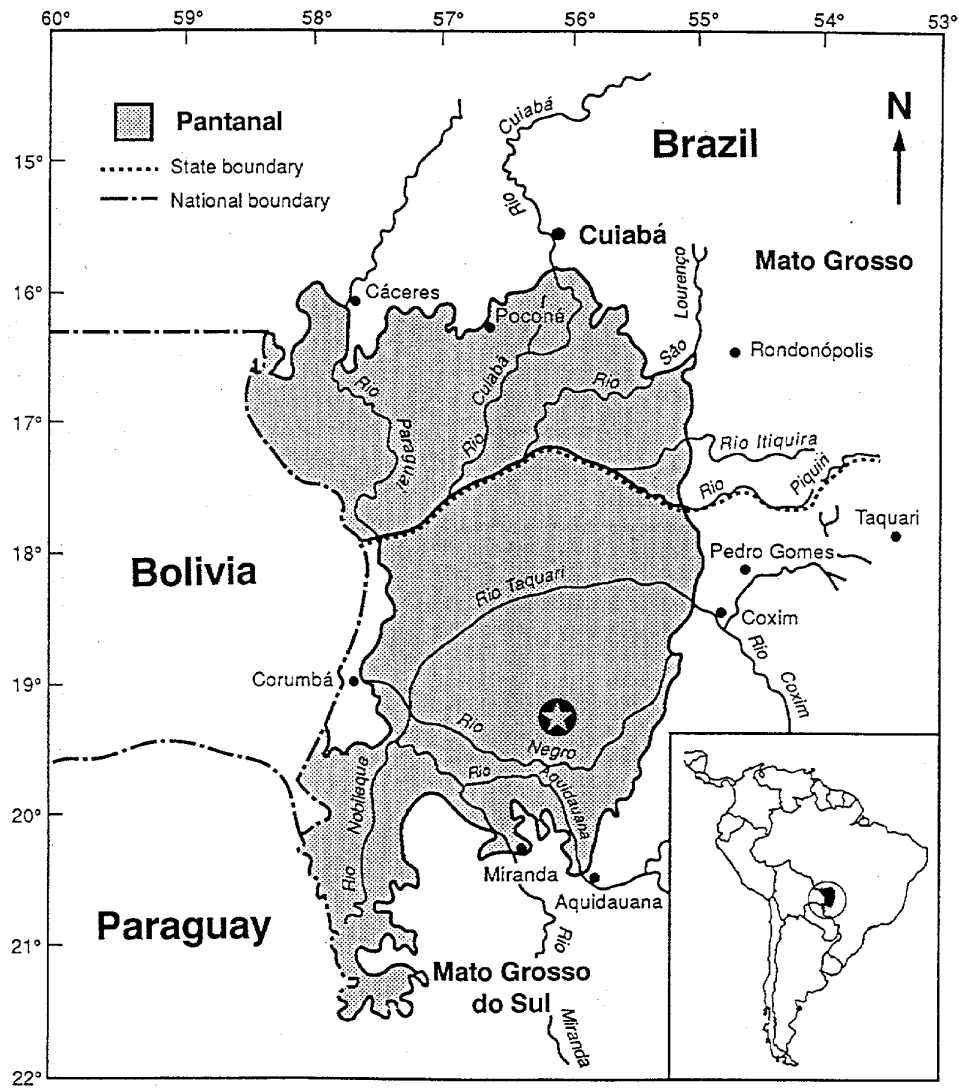 60° 59° 58° 57° 56° 55° 54° 53°
Pantanal
State boundary
National boundary
N
Brazil
Cuiabá
Rio
15°
Cuiabá
Mato Grosso
Lourenço
São
16°
Cáceres
Poconé
Rondonópolis
Rio
Paraguai
Cuiabá
Rio
Rio
17°
Rio Itiquira
Rio
Piquiri
Taquari
18°
Bolivia
Pedro Gomes
Rio Taquari
Coxim
Rio
Coxim
19°
Corumbá
Rio
Negro
Rio
Aquidauana
Nobilaque
Rio
20°
Miranda
Aquidauana
Paraguay
21°
Mato Grosso
do Sul
Rio
Miranda
22°